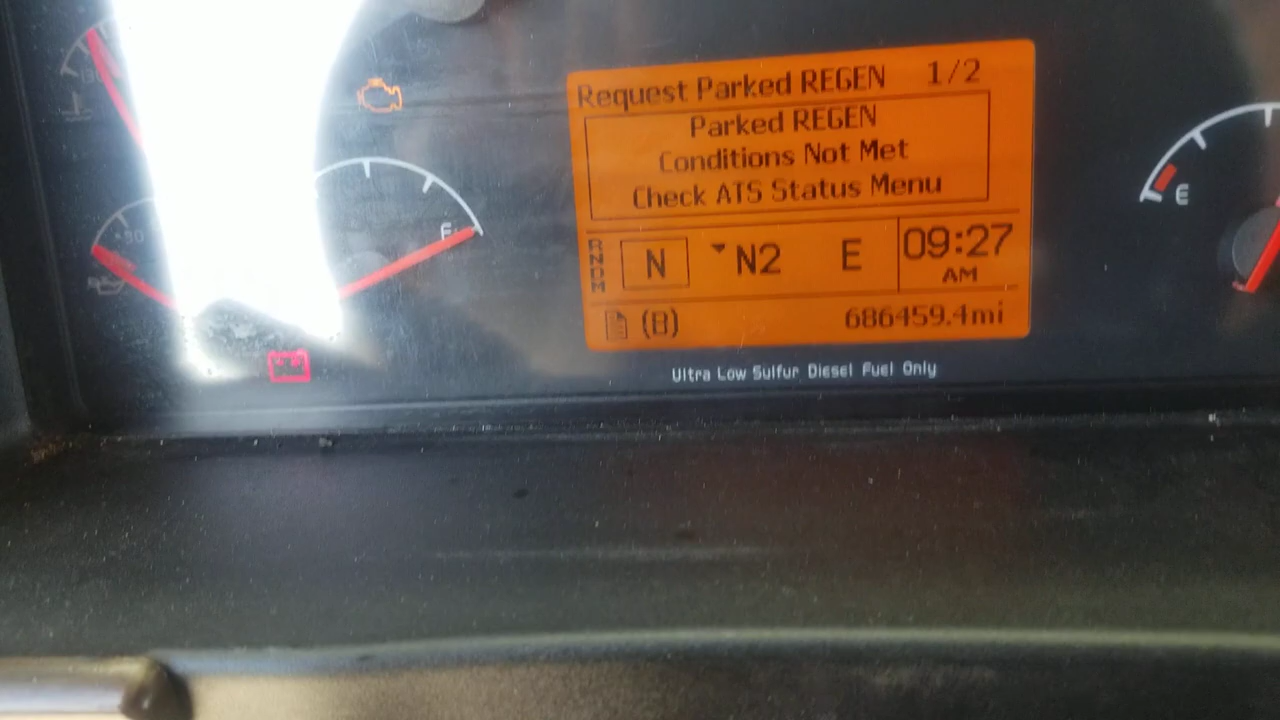 Request Parked REGEN 1/2
Parked REGEN
Conditions Not Met
Check ATS Status Menu
RNDM
N
N2
E
09:27
AM
(B)
686459.4mi
Ultra Low Sulfur Diesel Fuel Only
F
E